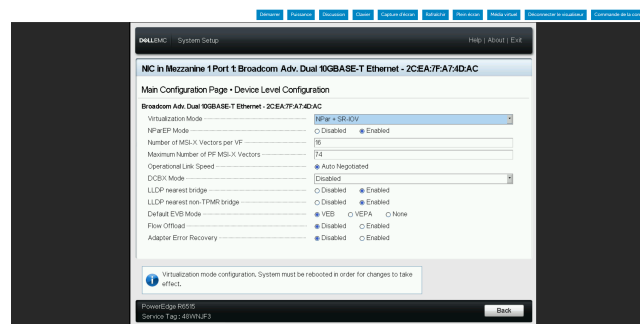 Démarrer Puissance Discussion Clavier Capture d'écran Rafraîchir Plein écran Média virtuel Déconnecter le visualiseur Commande de la con
DELLEMC System Setup Help | About | Exit
NIC in Mezzanine 1 Port 1: Broadcom Adv. Dual 10GBASE-T Ethernet - 2C:EA:7F:A7:4D:AC
Main Configuration Page • Device Level Configuration
Broadcom Adv. Dual 10GBASE-T Ethernet - 2C:EA:7F:A7:4D:AC
Virtualization Mode NPar + SR-IOV
NParEP Mode Disabled Enabled
Number of MSI-X Vectors per VF 16
Maximum Number of PF MSI-X Vectors 74
Operational Link Speed Auto Negotiated
DCBX Mode Disabled
LLDP nearest bridge Disabled Enabled
LLDP nearest non-TPMR bridge Disabled Enabled
Default EVB Mode VEB VEPA None
Flow Offload Disabled Enabled
Adapter Error Recovery Disabled Enabled
Virtualization mode configuration. System must be rebooted in order for changes to take
effect.
PowerEdge R6515
Service Tag : 48WNJF3
Back